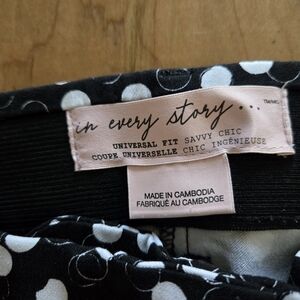 in every story...
UNIVERSAL FIT SAVVY CHIC
COUPE UNIVERSELLE CHIC INGÉNIEUSE
MADE IN CAMBODIA
FABRIQUÉ AU CAMBODGE